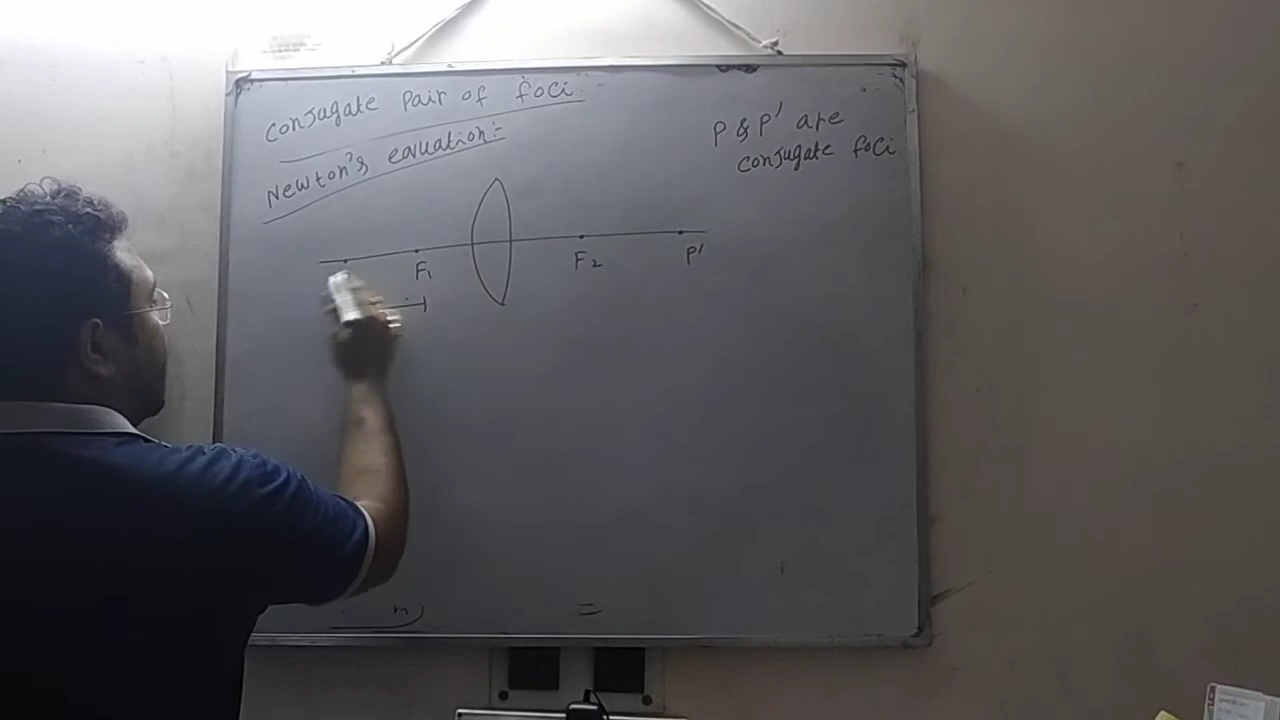 Conjugate Pair of foci
P & P' are
conjugate foci
Newton's equation:-
F₁
F₂
P'
=